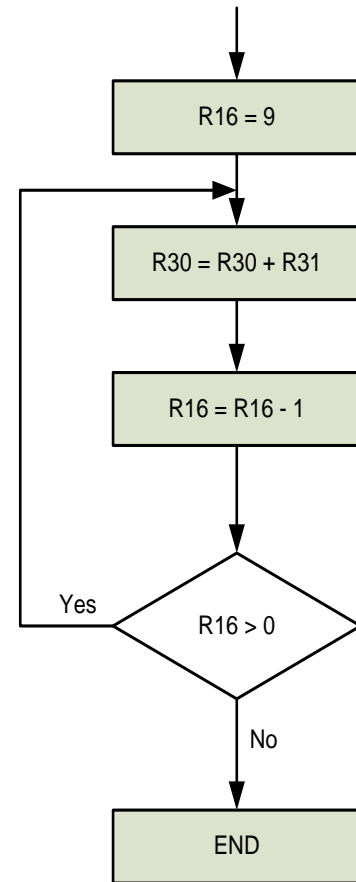 R16 = 9
R30 = R30 + R31
R16 = R16 - 1
R16 > 0
Yes
No
END